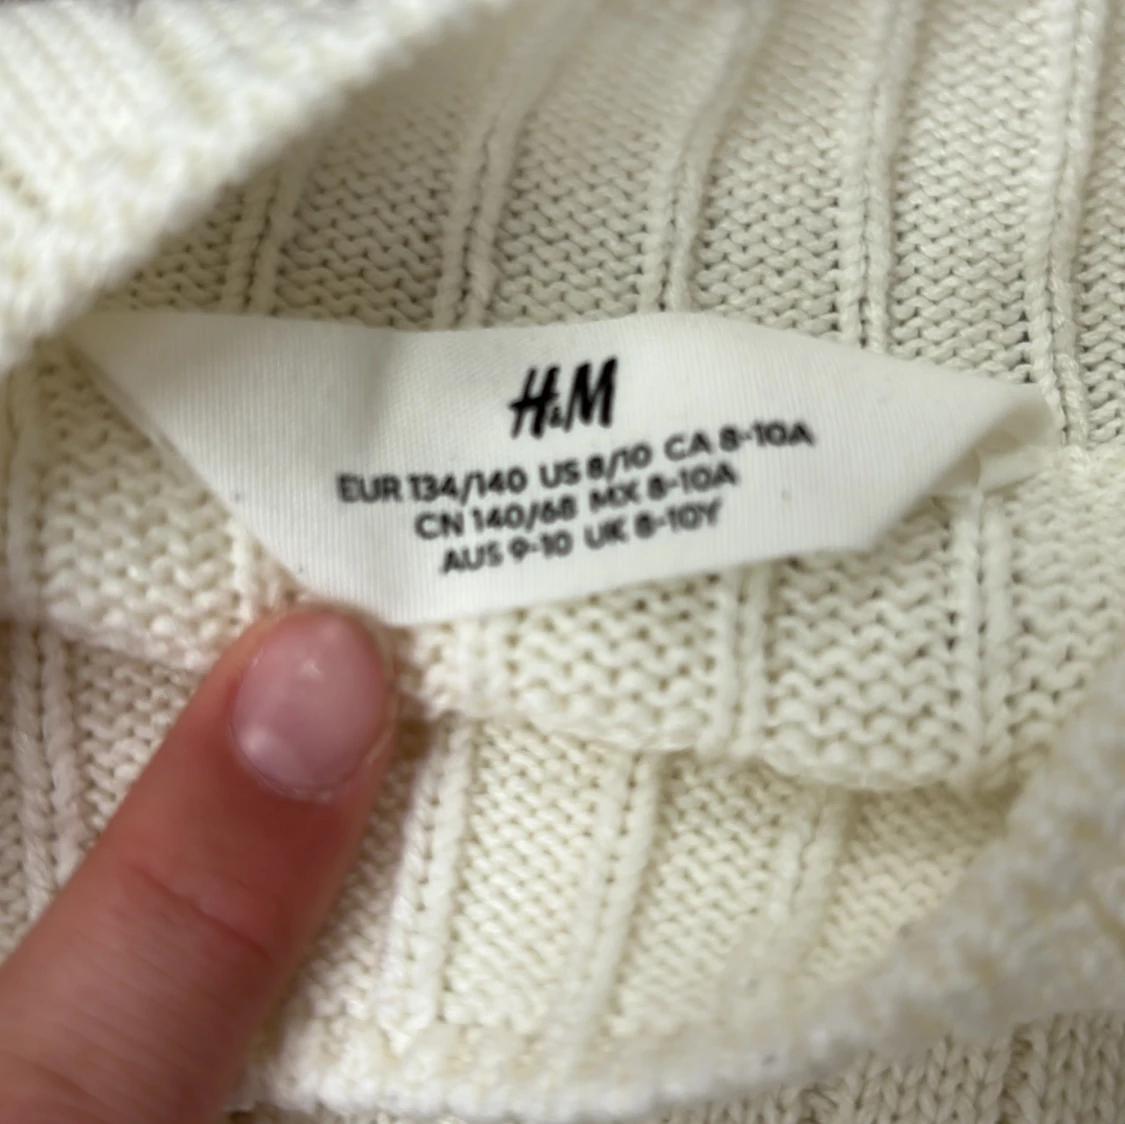 H&M
EUR 134/140 US 8/10 CA 8-10A
CN 140/68 MX 8-10A
AUS 9-10 UK 8-10Y